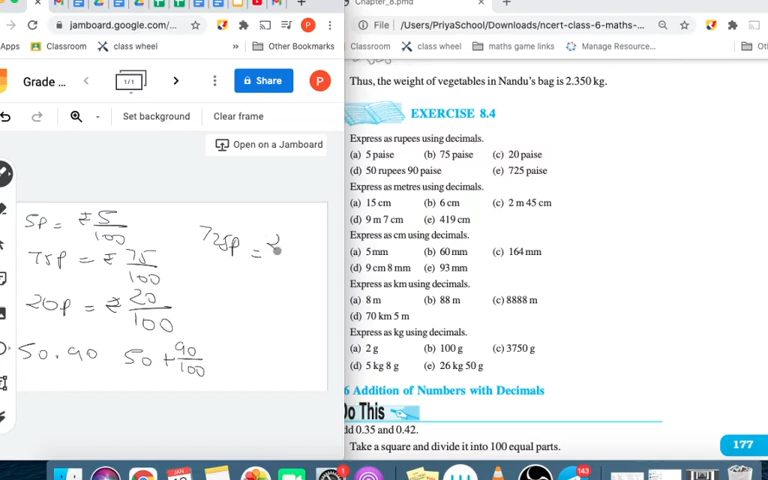 Chapter_8.pmd
jamboard.google.com/...
File | /Users/PriyaSchool/Downloads/ncert-class-6-maths-...
Apps Classroom class wheel » Other Bookmarks
Classroom class wheel maths game links Manage Resource...
Grade ... 1/1 Share P
Set background Clear frame
Open on a Jamboard
5p = ₹ 5/100
75p = ₹ 75/100
20p = ₹ 20/100
50.90 50 + 90/100
725p =
Thus, the weight of vegetables in Nandu's bag is 2.350 kg.
EXERCISE 8.4
Express as rupees using decimals.
(a) 5 paise (b) 75 paise (c) 20 paise
(d) 50 rupees 90 paise (e) 725 paise
Express as metres using decimals.
(a) 15 cm (b) 6 cm (c) 2 m 45 cm
(d) 9 m 7 cm (e) 419 cm
Express as cm using decimals.
(a) 5 mm (b) 60 mm (c) 164 mm
(d) 9 cm 8 mm (e) 93 mm
Express as km using decimals.
(a) 8 m (b) 88 m (c) 8888 m
(d) 70 km 5 m
Express as kg using decimals.
(a) 2 g (b) 100 g (c) 3750 g
(d) 5 kg 8 g (e) 26 kg 50 g
6 Addition of Numbers with Decimals
Do This
dd 0.35 and 0.42.
Take a square and divide it into 100 equal parts.
177
JAN
1
143